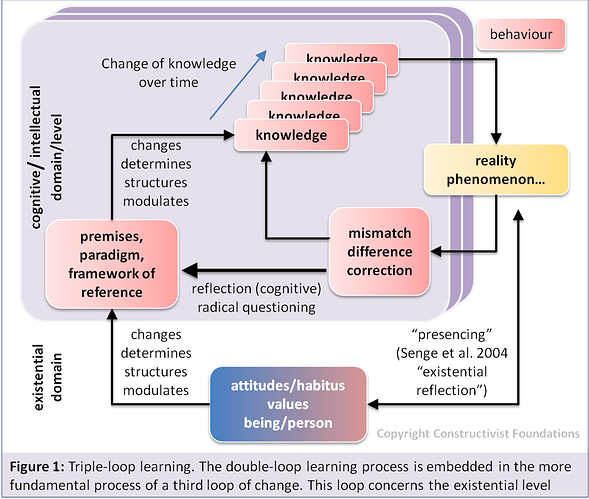 behaviour
Change of knowledge
over time
knowledge
knowledge
knowledge
knowledge
knowledge
cognitive/ intellectual
domain/level
changes
determines
structures
modulates
reality
phenomenon...
premises,
paradigm,
framework of
reference
mismatch
difference
correction
reflection (cognitive)
radical questioning
existential
domain
changes
determines
structures
modulates
"presencing"
(Senge et al. 2004
"existential
reflection")
attitudes/habitus
values
being/person
Copyright Constructivist Foundations
Figure 1: Triple-loop learning. The double-loop learning process is embedded in the more
fundamental process of a third loop of change. This loop concerns the existential level